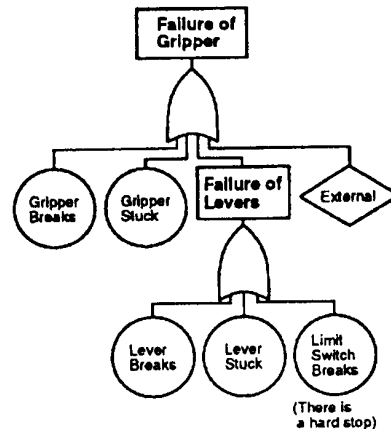 Failure of
Gripper
Gripper
Breaks
Gripper
Stuck
Failure of
Levers
External
Lever
Breaks
Lever
Stuck
Limit
Switch
Breaks
(There is
a hard stop)